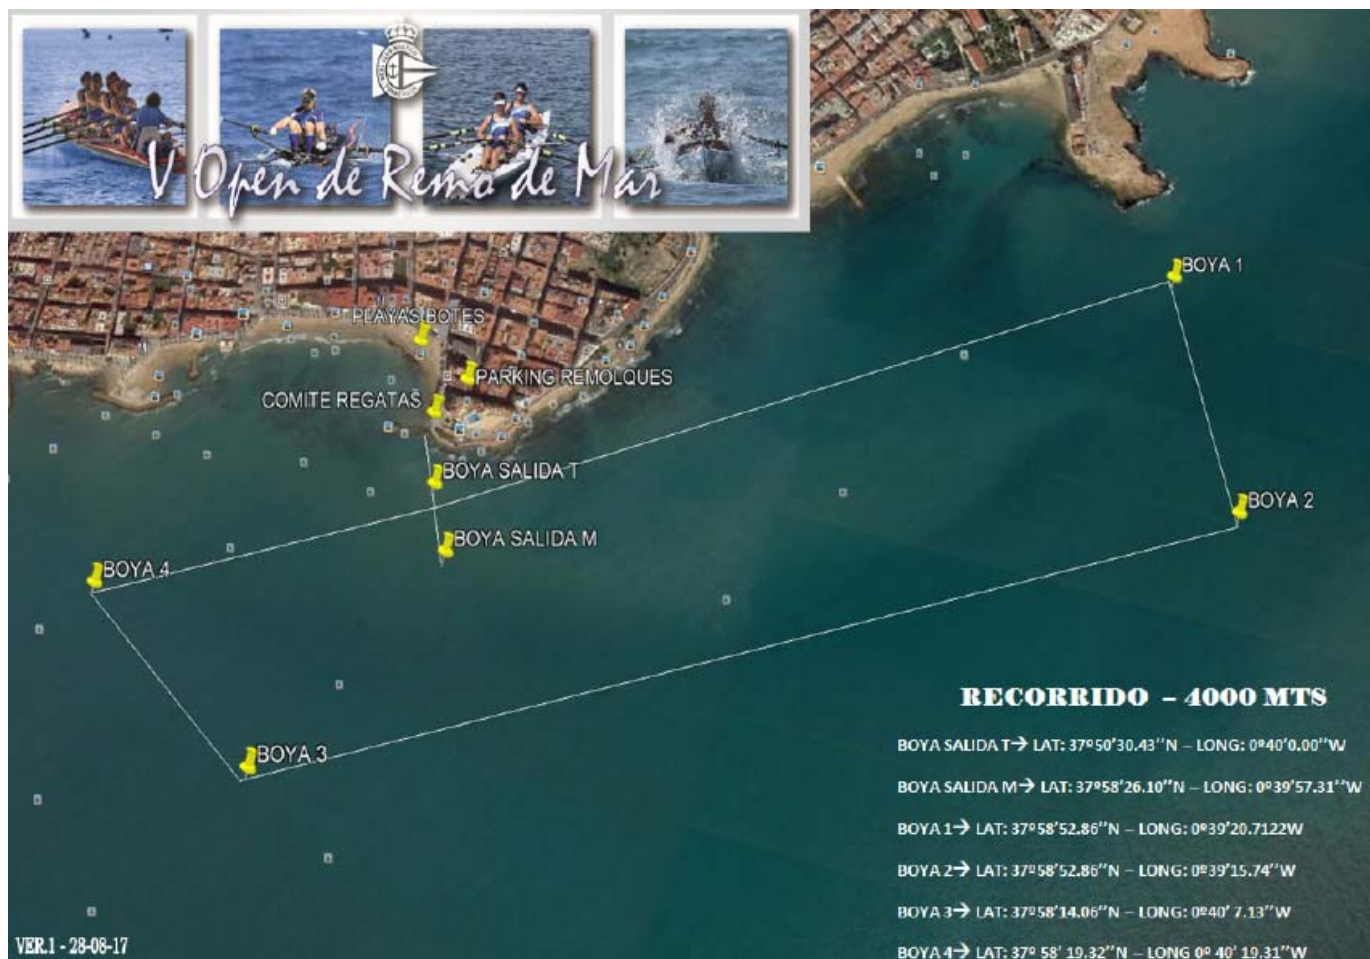 V Open de Remo de Mar
BOYA 1
PLAYAS BOTES
PARKING REMOLQUES
COMITE REGATAS
BOYA SALIDA T
BOYA 2
BOYA SALIDA M
BOYA 4
BOYA 3
RECORRIDO – 4000 MTS
BOYA SALIDA T→ LAT: 37º50'30.43''N – LONG: 0º40'0.00''W
BOYA SALIDA M→ LAT: 37º58'26.10''N – LONG: 0º39'57.31''W
BOYA 1→ LAT: 37º58'52.86''N – LONG: 0º39'20.7122W
BOYA 2→ LAT: 37º58'52.86''N – LONG: 0º39'15.74''W
BOYA 3→ LAT: 37º58'14.06''N – LONG: 0º40' 7.13''W
BOYA 4→ LAT: 37º 58' 19.32''N – LONG 0º 40' 19.31''W
VER.1 - 28-08-17